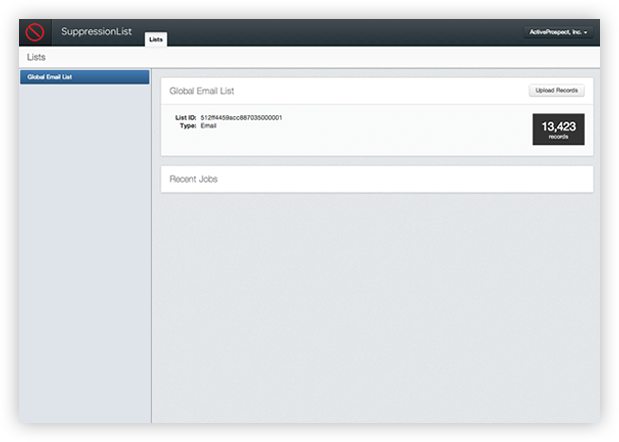 SuppressionList
Lists
ActiveProspect, Inc.
Lists
Global Email List
Global Email List
Upload Records
List ID: 512ff4459acc887035000001
Type: Email
13,423
records
Recent Jobs